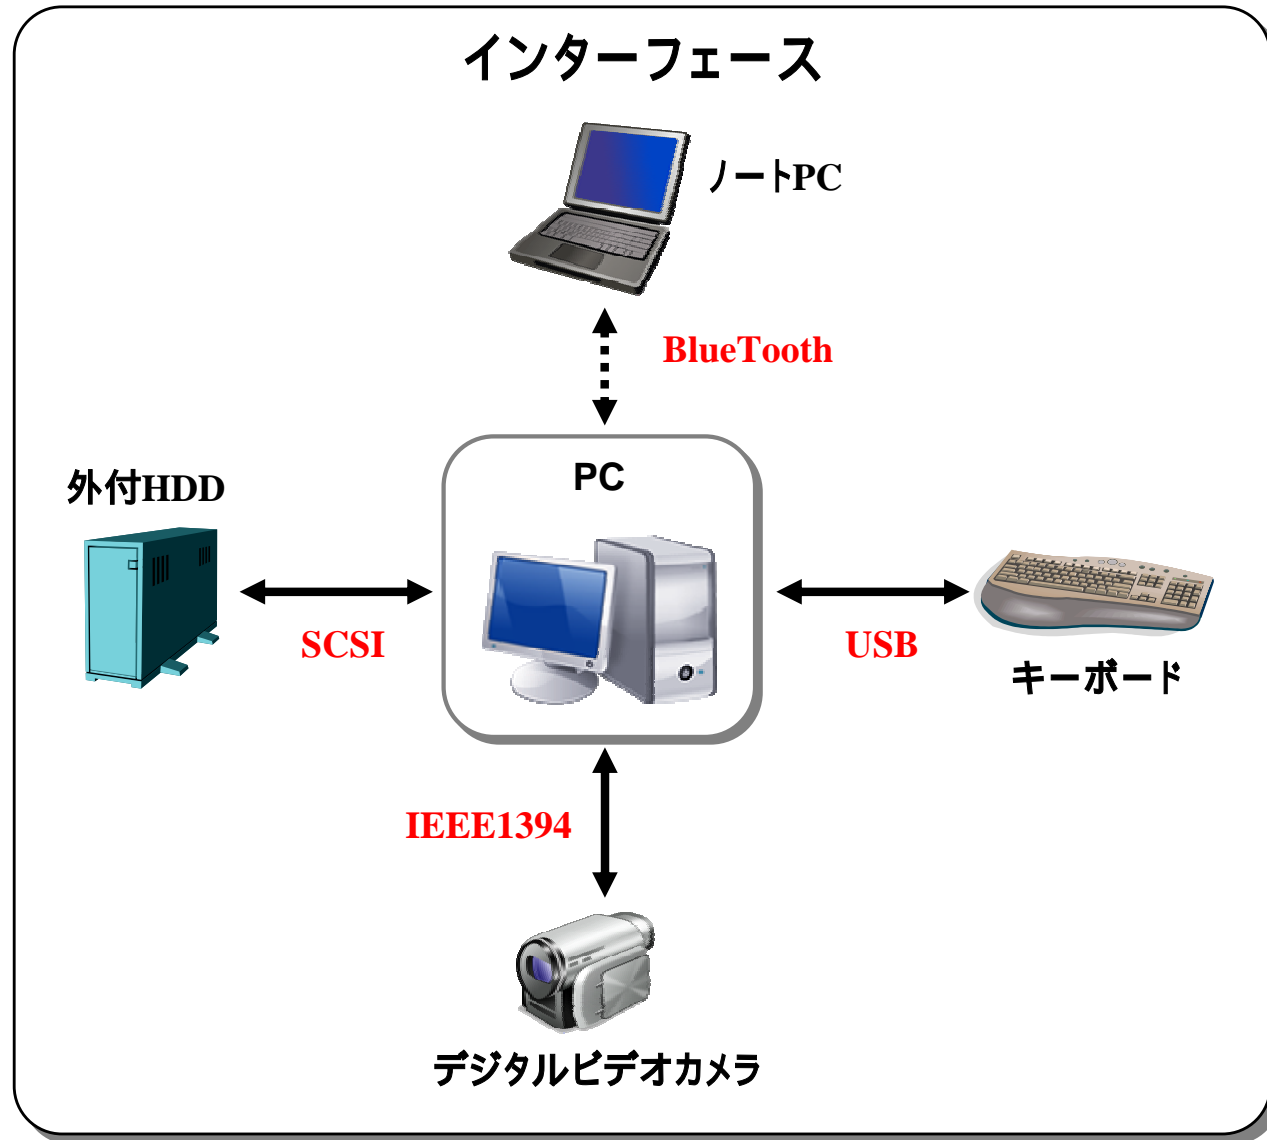 インターフェース
ノートPC
BlueTooth
PC
外付HDD
SCSI
USB
キーボード
IEEE1394
デジタルビデオカメラ